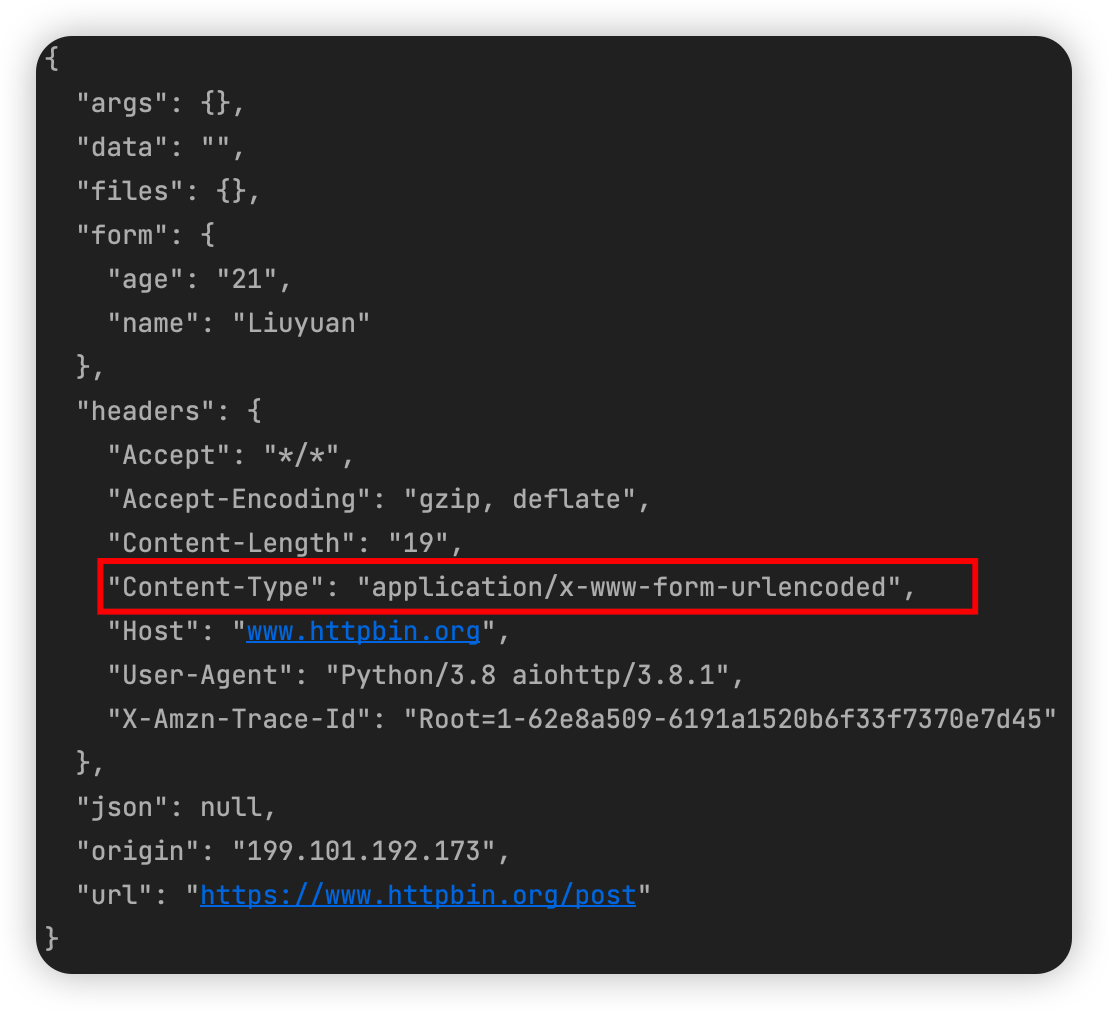 {
  "args": {},
  "data": "",
  "files": {},
  "form": {
    "age": "21",
    "name": "Liuyuan"
  },
  "headers": {
    "Accept": "*/*",
    "Accept-Encoding": "gzip, deflate",
    "Content-Length": "19",
    "Content-Type": "application/x-www-form-urlencoded",
    "Host": "www.httpbin.org",
    "User-Agent": "Python/3.8 aiohttp/3.8.1",
    "X-Amzn-Trace-Id": "Root=1-62e8a509-6191a1520b6f33f7370e7d45"
  },
  "json": null,
  "origin": "199.101.192.173",
  "url": "https://www.httpbin.org/post"
}